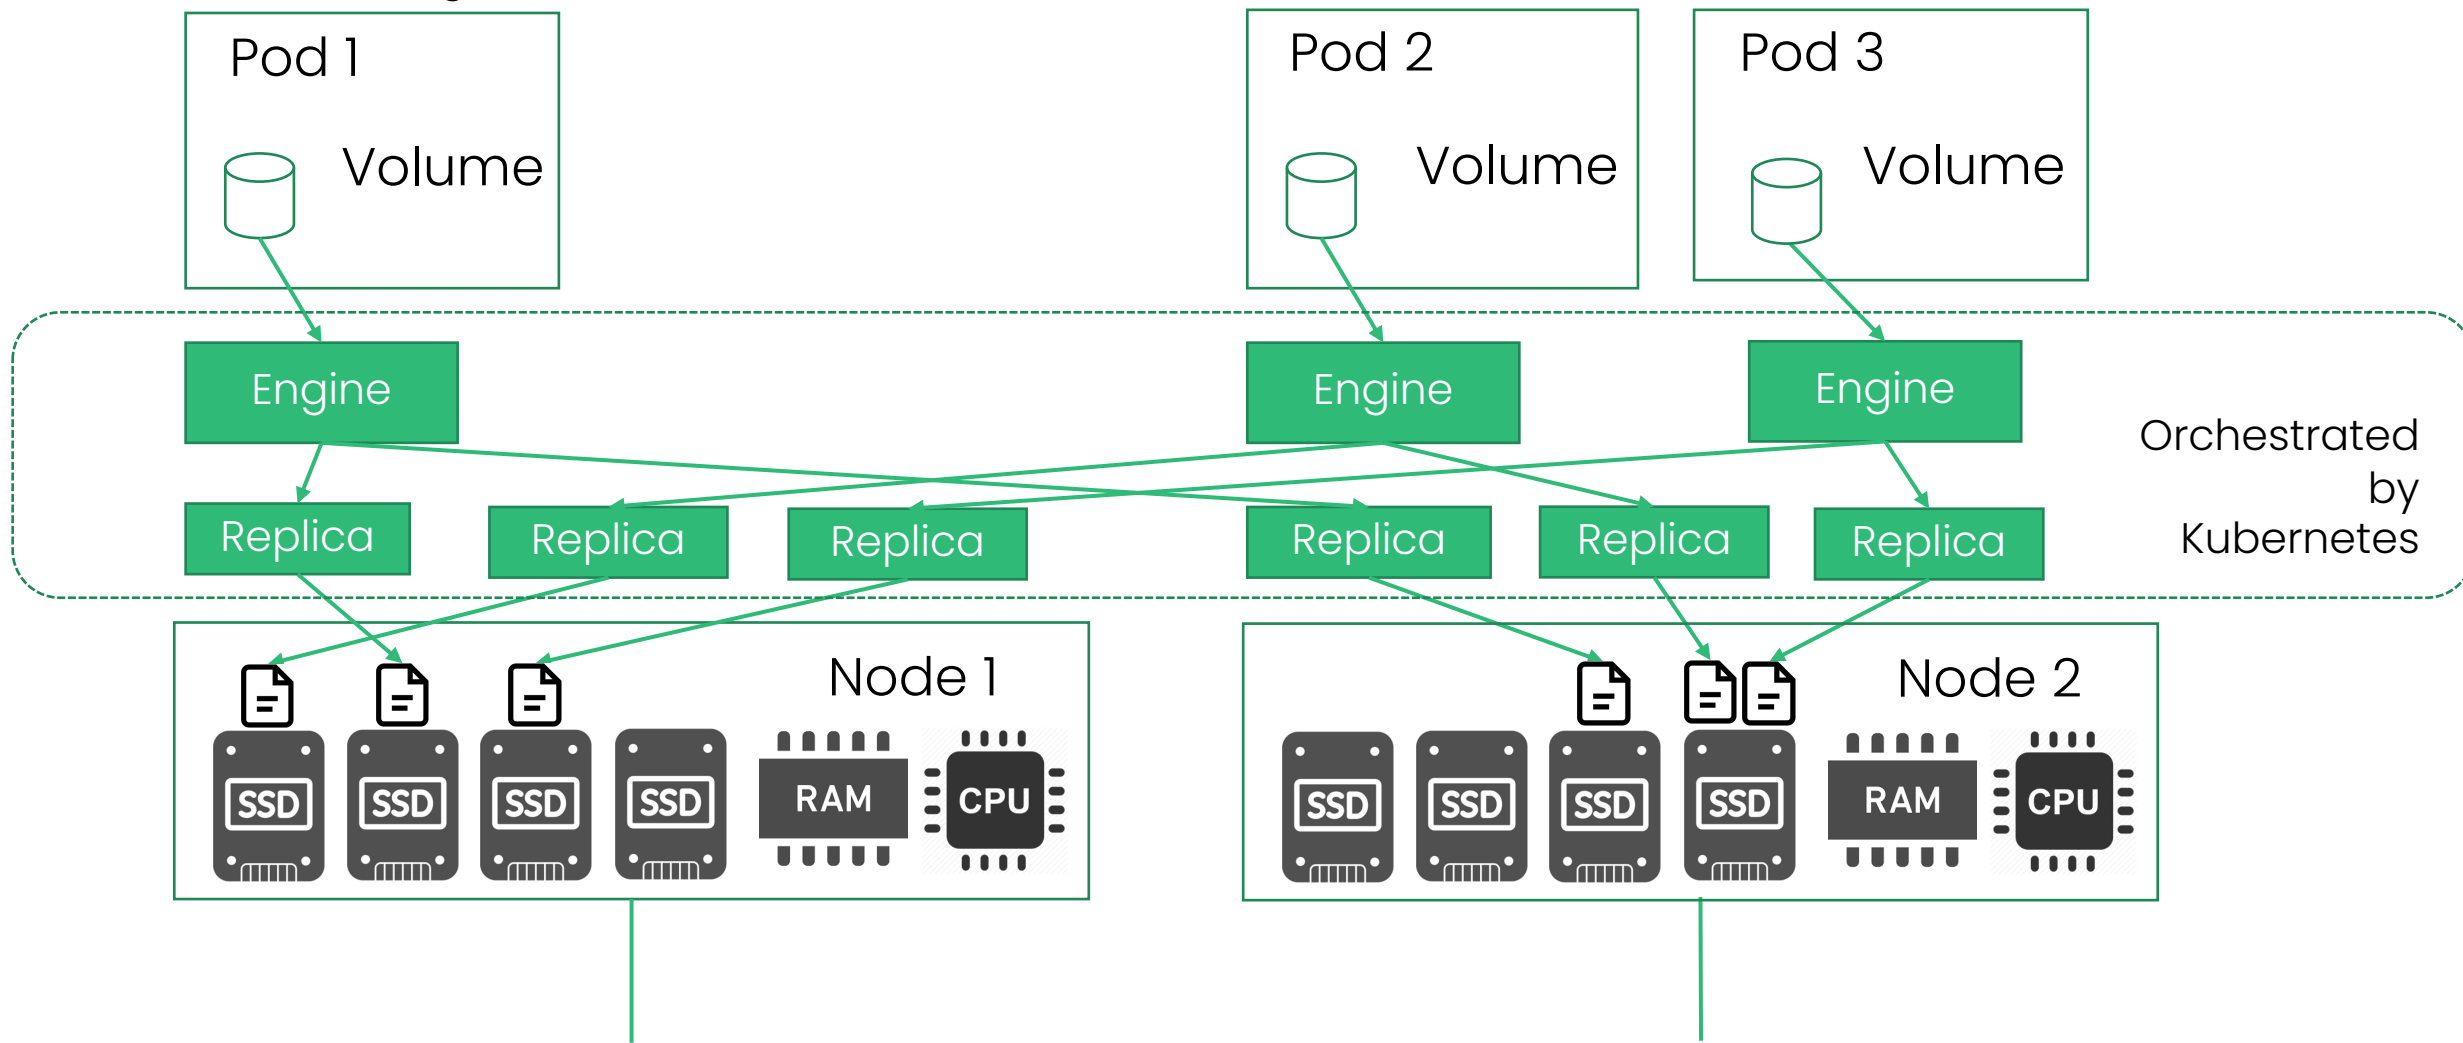 Pod 1
Volume
Pod 2
Volume
Pod 3
Volume
Engine
Engine
Engine
Orchestrated
by
Kubernetes
Replica
Replica
Replica
Replica
Replica
Replica
Node 1
SSD
SSD
SSD
SSD
RAM
CPU
Node 2
SSD
SSD
SSD
SSD
RAM
CPU